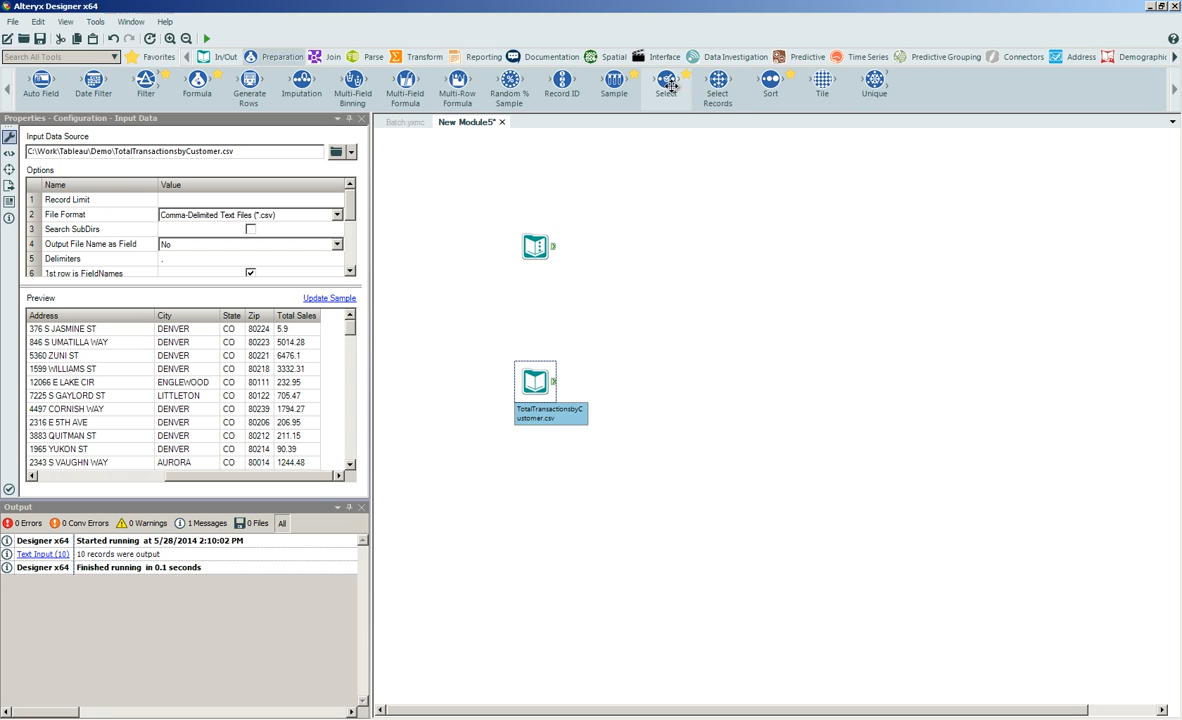 Alteryx Designer x64
File Edit View Tools Window Help
Search All Tools Favorites In/Out Preparation Join Parse Transform Reporting Documentation Spatial Interface Data Investigation Predictive Time Series Predictive Grouping Connectors Address Demographic
Auto Field Date Filter Filter Formula Generate Rows Imputation Multi-Field Binning Multi-Field Formula Multi-Row Formula Random % Sample Record ID Sample Select Select Records Sort Tile Unique
Properties - Configuration - Input Data
Batch.yxmc New Module5*
Input Data Source
C:\Work\Tableau\Demo\TotalTransactionsbyCustomer.csv
Options
Name Value
1 Record Limit
2 File Format Comma-Delimited Text Files (*.csv)
3 Search SubDirs
4 Output File Name as Field No
5 Delimiters ,
6 1st row is FieldNames
Preview Update Sample
Address City State Zip Total Sales
376 S JASMINE ST DENVER CO 80224 5.9
846 S UMATILLA WAY DENVER CO 80223 5014.28
5360 ZUNI ST DENVER CO 80221 6476.1
1599 WILLIAMS ST DENVER CO 80218 3332.31
12066 E LAKE CIR ENGLEWOOD CO 80111 232.95
7225 S GAYLORD ST LITTLETON CO 80122 705.47
4497 CORNISH WAY DENVER CO 80239 1794.27
2316 E 5TH AVE DENVER CO 80206 206.95
3883 QUITMAN ST DENVER CO 80212 211.15
1965 YUKON ST DENVER CO 80214 90.39
2343 S VAUGHN WAY AURORA CO 80014 1244.48
TotalTransactionsbyC
ustomer.csv
Output
0 Errors 0 Conv Errors 0 Warnings 1 Messages 0 Files All
Designer x64 Started running at 5/28/2014 2:10:02 PM
Text Input (10) 10 records were output
Designer x64 Finished running in 0.1 seconds